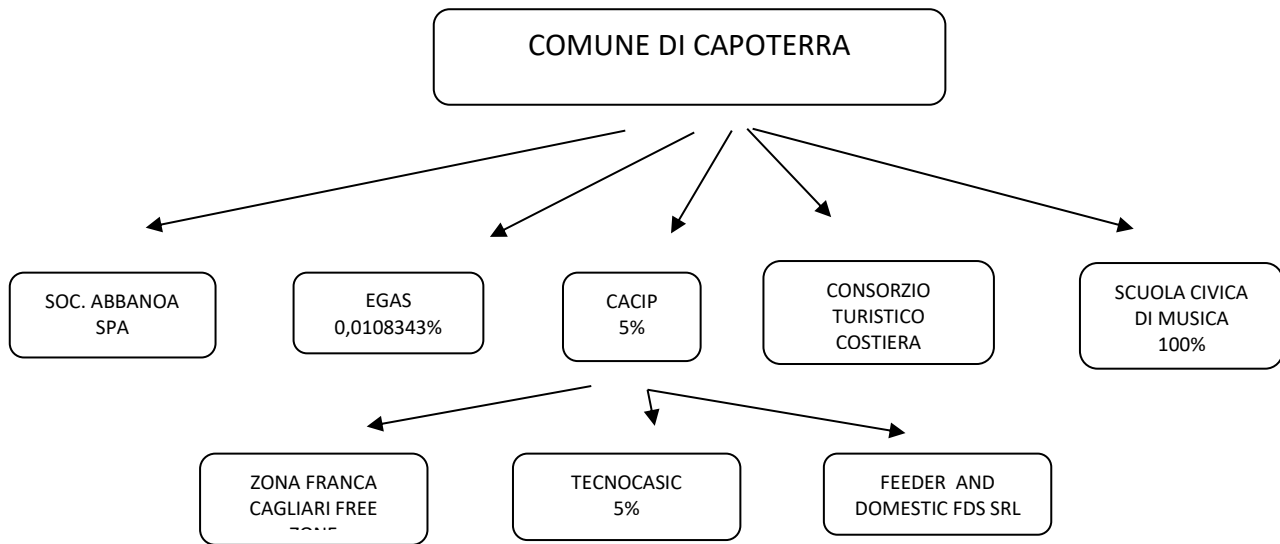 COMUNE DI CAPOTERRA
SOC. ABBANOA
SPA
EGAS
0,0108343%
CACIP
5%
CONSORZIO
TURISTICO
COSTIERA
SCUOLA CIVICA
DI MUSICA
100%
ZONA FRANCA
CAGLIARI FREE
ZONE
TECNOCASIC
5%
FEEDER AND
DOMESTIC FDS SRL